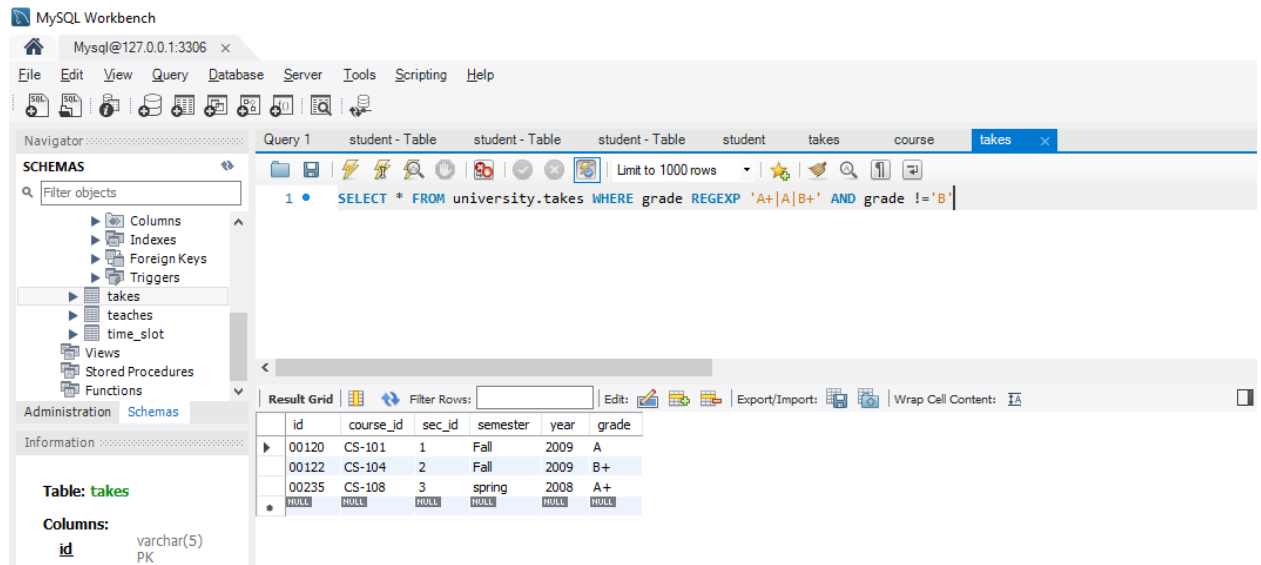 MySQL Workbench
Mysql@127.0.0.1:3306 ×
File Edit View Query Database Server Tools Scripting Help
Navigator
SCHEMAS
Filter objects
Columns
Indexes
Foreign Keys
Triggers
takes
teaches
time_slot
Views
Stored Procedures
Functions
Administration Schemas
Information
Table: takes
Columns:
id varchar(5)
PK
Query 1 student - Table student - Table student - Table student takes course takes ×
Limit to 1000 rows
1 SELECT * FROM university.takes WHERE grade REGEXP 'A+|A|B+' AND grade !='B'
Result Grid Filter Rows: Edit: Export/Import: Wrap Cell Content: IA
id course_id sec_id semester year grade
00120 CS-101 1 Fall 2009 A
00122 CS-104 2 Fall 2009 B+
00235 CS-108 3 spring 2008 A+
NULL NULL NULL NULL NULL NULL